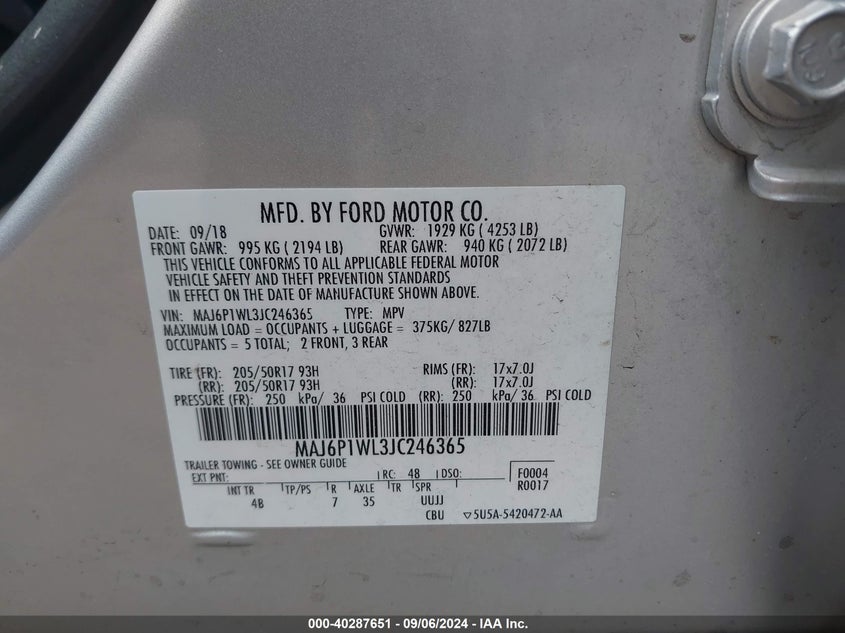 MFD. BY FORD MOTOR CO.
DATE: 09/18 GVWR: 1929 KG ( 4253 LB)
FRONT GAWR: 995 KG ( 2194 LB) REAR GAWR: 940 KG ( 2072 LB)
THIS VEHICLE CONFORMS TO ALL APPLICABLE FEDERAL MOTOR
VEHICLE SAFETY AND THEFT PREVENTION STANDARDS
IN EFFECT ON THE DATE OF MANUFACTURE SHOWN ABOVE.
VIN: MAJ6P1WL3JC246365 TYPE: MPV
MAXIMUM LOAD = OCCUPANTS + LUGGAGE = 375KG/ 827LB
OCCUPANTS = 5 TOTAL; 2 FRONT, 3 REAR
TIRE (FR): 205/50R17 93H RIMS (FR): 17x7.0J
(RR): 205/50R17 93H (RR): 17x7.0J
PRESSURE (FR): 250 kPa/ 36 PSI COLD (RR): 250 kPa/ 36 PSI COLD
MAJ6P1WL3JC246365
TRAILER TOWING - SEE OWNER GUIDE
EXT PNT: RC: 48 DSO: F0004
R0017
INT TR TP/PS R AXLE TR SPR
4B 7 35 UUJJ
CBU ▽5U5A-5420472-AA
000-40287651 - 09/06/2024 - IAA Inc.